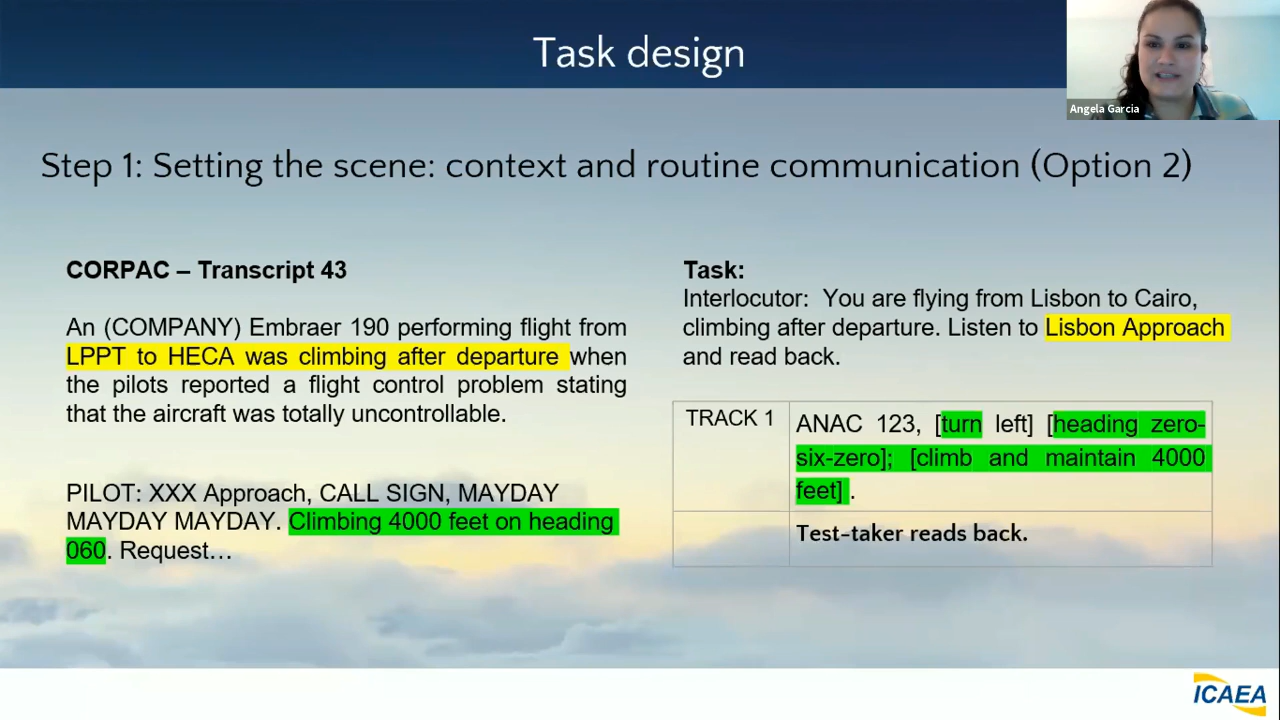 Task design
Angela Garcia
Step 1: Setting the scene: context and routine communication (Option 2)
CORPAC – Transcript 43
An (COMPANY) Embraer 190 performing flight from
LPPT to HECA was climbing after departure when
the pilots reported a flight control problem stating
that the aircraft was totally uncontrollable.
PILOT: XXX Approach, CALL SIGN, MAYDAY
MAYDAY MAYDAY. Climbing 4000 feet on heading
060. Request…
Task:
Interlocutor: You are flying from Lisbon to Cairo,
climbing after departure. Listen to Lisbon Approach
and read back.
TRACK 1
ANAC 123, [turn left] [heading zero-
six-zero]; [climb and maintain 4000
feet] .
Test-taker reads back.
ICAEA